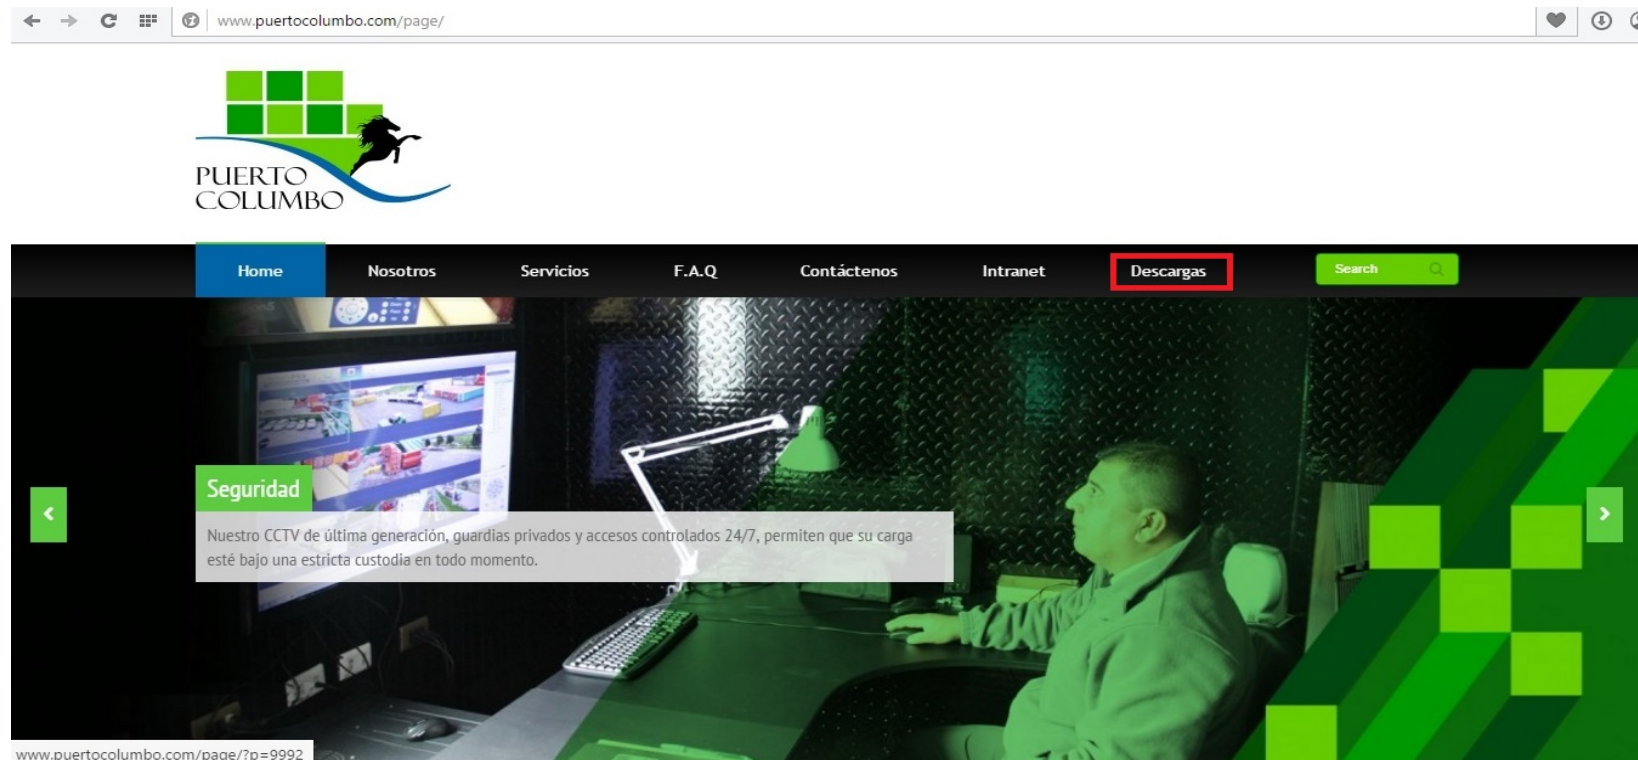 www.puertocolumbo.com/page/
PUERTO
COLUMBO
Home Nosotros Servicios F.A.Q Contáctenos Intranet Descargas Search
Seguridad
Nuestro CCTV de última generación, guardias privados y accesos controlados 24/7, permiten que su carga
esté bajo una estricta custodia en todo momento.
www.puertocolumbo.com/page/?p=9992